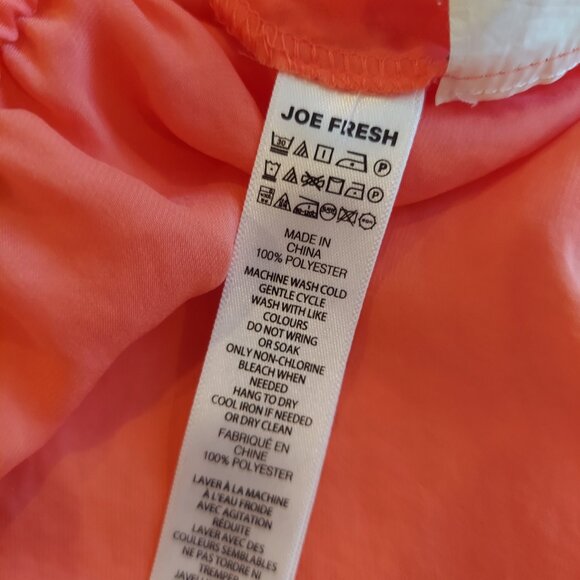 JOE FRESH
MADE IN
CHINA
100% POLYESTER
MACHINE WASH COLD
GENTLE CYCLE
WASH WITH LIKE
COLOURS
DO NOT WRING
OR SOAK
ONLY NON-CHLORINE
BLEACH WHEN
NEEDED
HANG TO DRY
COOL IRON IF NEEDED
OR DRY CLEAN
FABRIQUÉ EN
CHINE
100% POLYESTER
LAVER À LA MACHINE
À L'EAU FROIDE
AVEC AGITATION
RÉDUITE
LAVER AVEC DES
COULEURS SEMBLABLES
NE PAS TORDRE NI
TREMPER